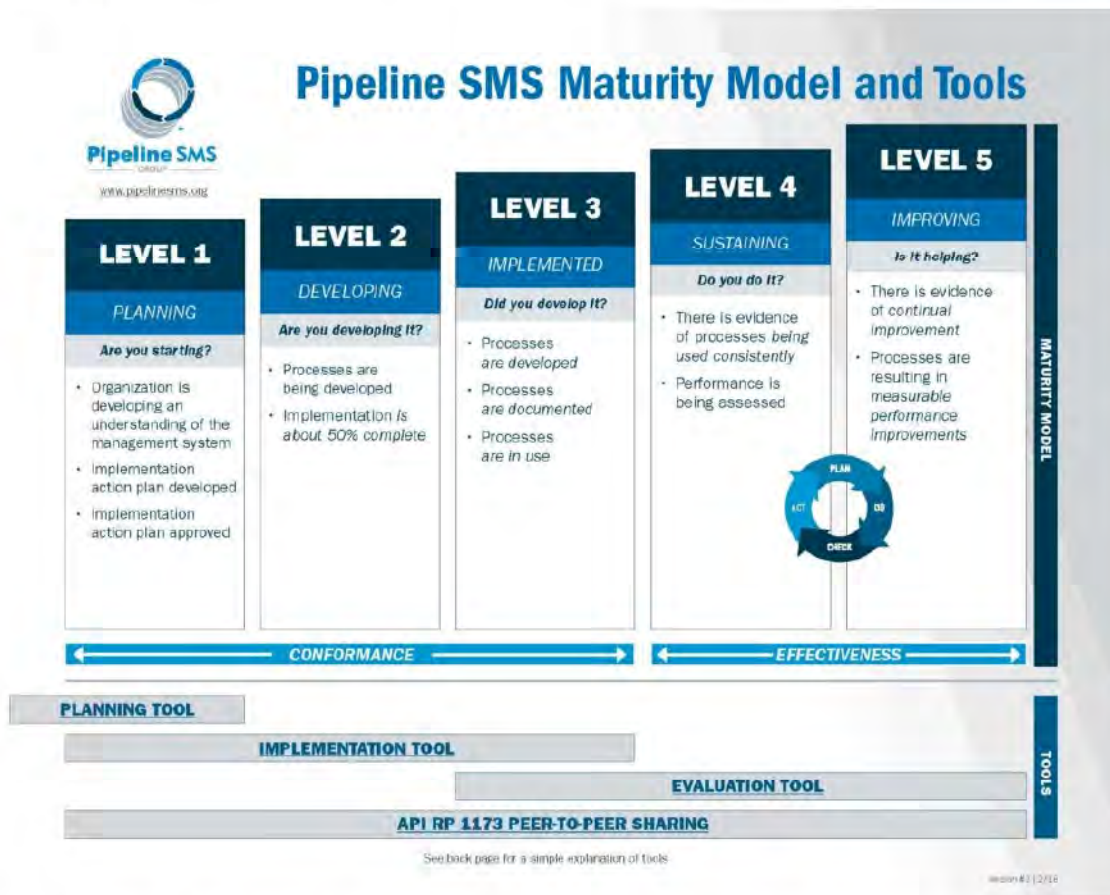 Pipeline SMS Maturity Model and Tools
Pipeline SMS
GROUP
www.pipelinesms.org
LEVEL 1
PLANNING
Are you starting?
• Organization is
developing an
understanding of the
management system
• Implementation
action plan developed
• Implementation
action plan approved
LEVEL 2
DEVELOPING
Are you developing it?
• Processes are
being developed
• Implementation is
about 50% complete
LEVEL 3
IMPLEMENTED
Did you develop it?
• Processes
are developed
• Processes
are documented
• Processes
are in use
LEVEL 4
SUSTAINING
Do you do it?
• There is evidence
of processes being
used consistently
• Performance is
being assessed
LEVEL 5
IMPROVING
Is it helping?
• There is evidence
of continual
improvement
• Processes are
resulting in
measurable
performance
improvements
PLAN
DO
CHECK
ACT
MATURITY MODEL
CONFORMANCE
EFFECTIVENESS
PLANNING TOOL
IMPLEMENTATION TOOL
EVALUATION TOOL
API RP 1173 PEER-TO-PEER SHARING
TOOLS
See back page for a simple explanation of tools